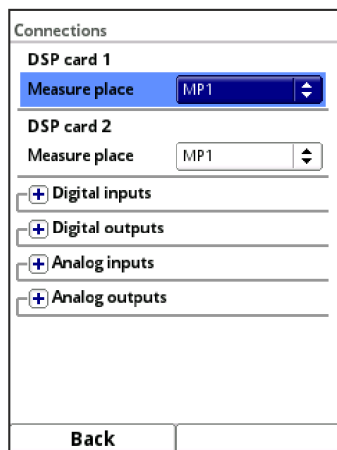 Connections
DSP card 1
Measure place MP1
DSP card 2
Measure place MP1
Digital inputs
Digital outputs
Analog inputs
Analog outputs
Back